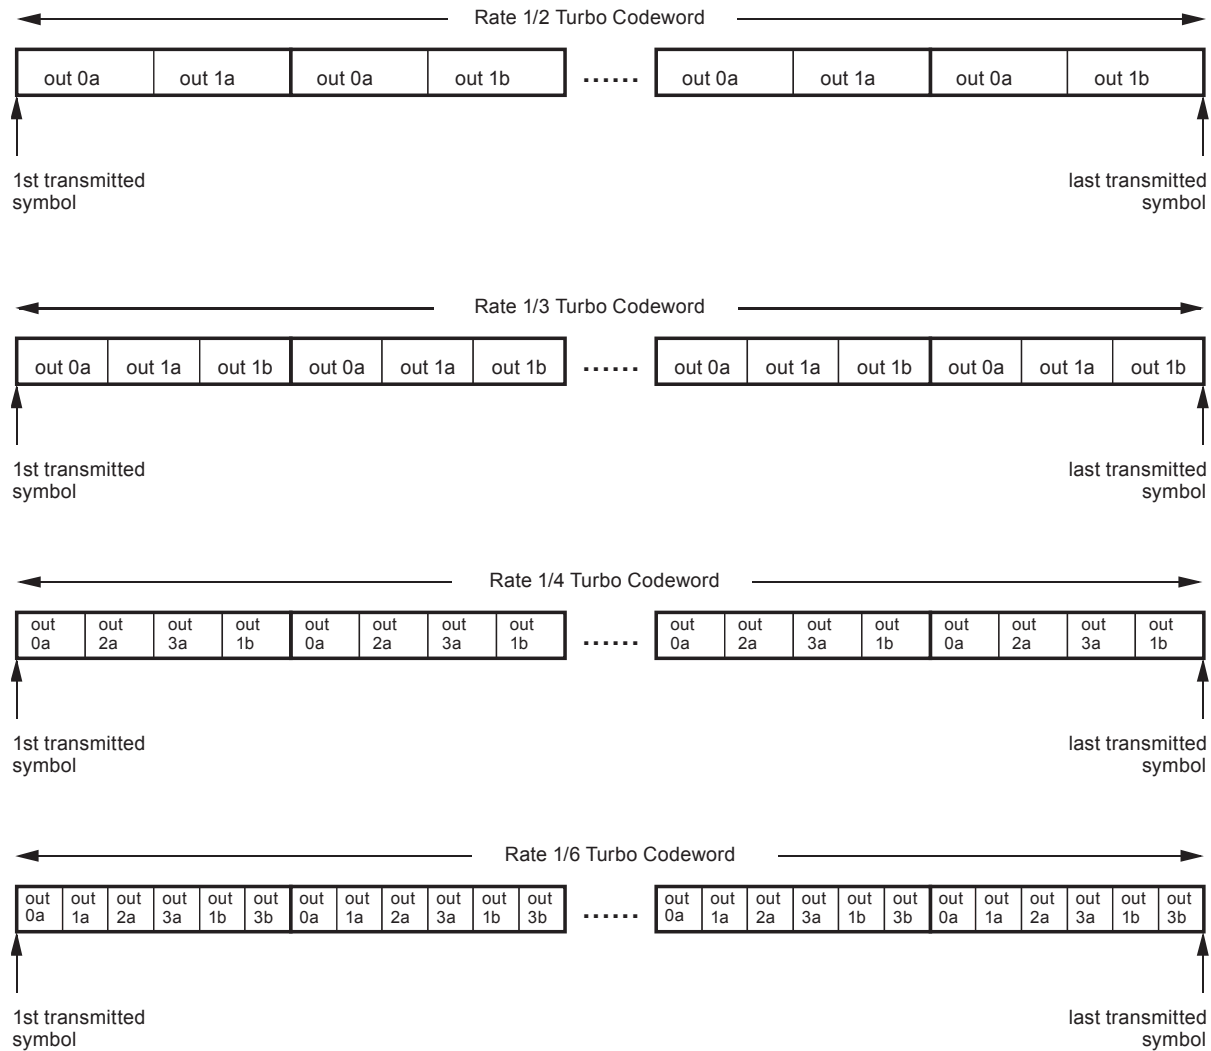 Rate 1/2 Turbo Codeword
out 0a out 1a out 0a out 1b ...... out 0a out 1a out 0a out 1b
1st transmitted last transmitted
symbol symbol
Rate 1/3 Turbo Codeword
out 0a out 1a out 1b out 0a out 1a out 1b ...... out 0a out 1a out 1b out 0a out 1a out 1b
1st transmitted last transmitted
symbol symbol
Rate 1/4 Turbo Codeword
out out out out out out out out ...... out out out out out out out out
0a 2a 3a 1b 0a 2a 3a 1b 0a 2a 3a 1b 0a 2a 3a 1b
1st transmitted last transmitted
symbol symbol
Rate 1/6 Turbo Codeword
out out out out out out out out out out out out ...... out out out out out out out out out out out out
0a 1a 2a 3a 1b 3b 0a 1a 2a 3a 1b 3b 0a 1a 2a 3a 1b 3b 0a 1a 2a 3a 1b 3b
1st transmitted last transmitted
symbol symbol